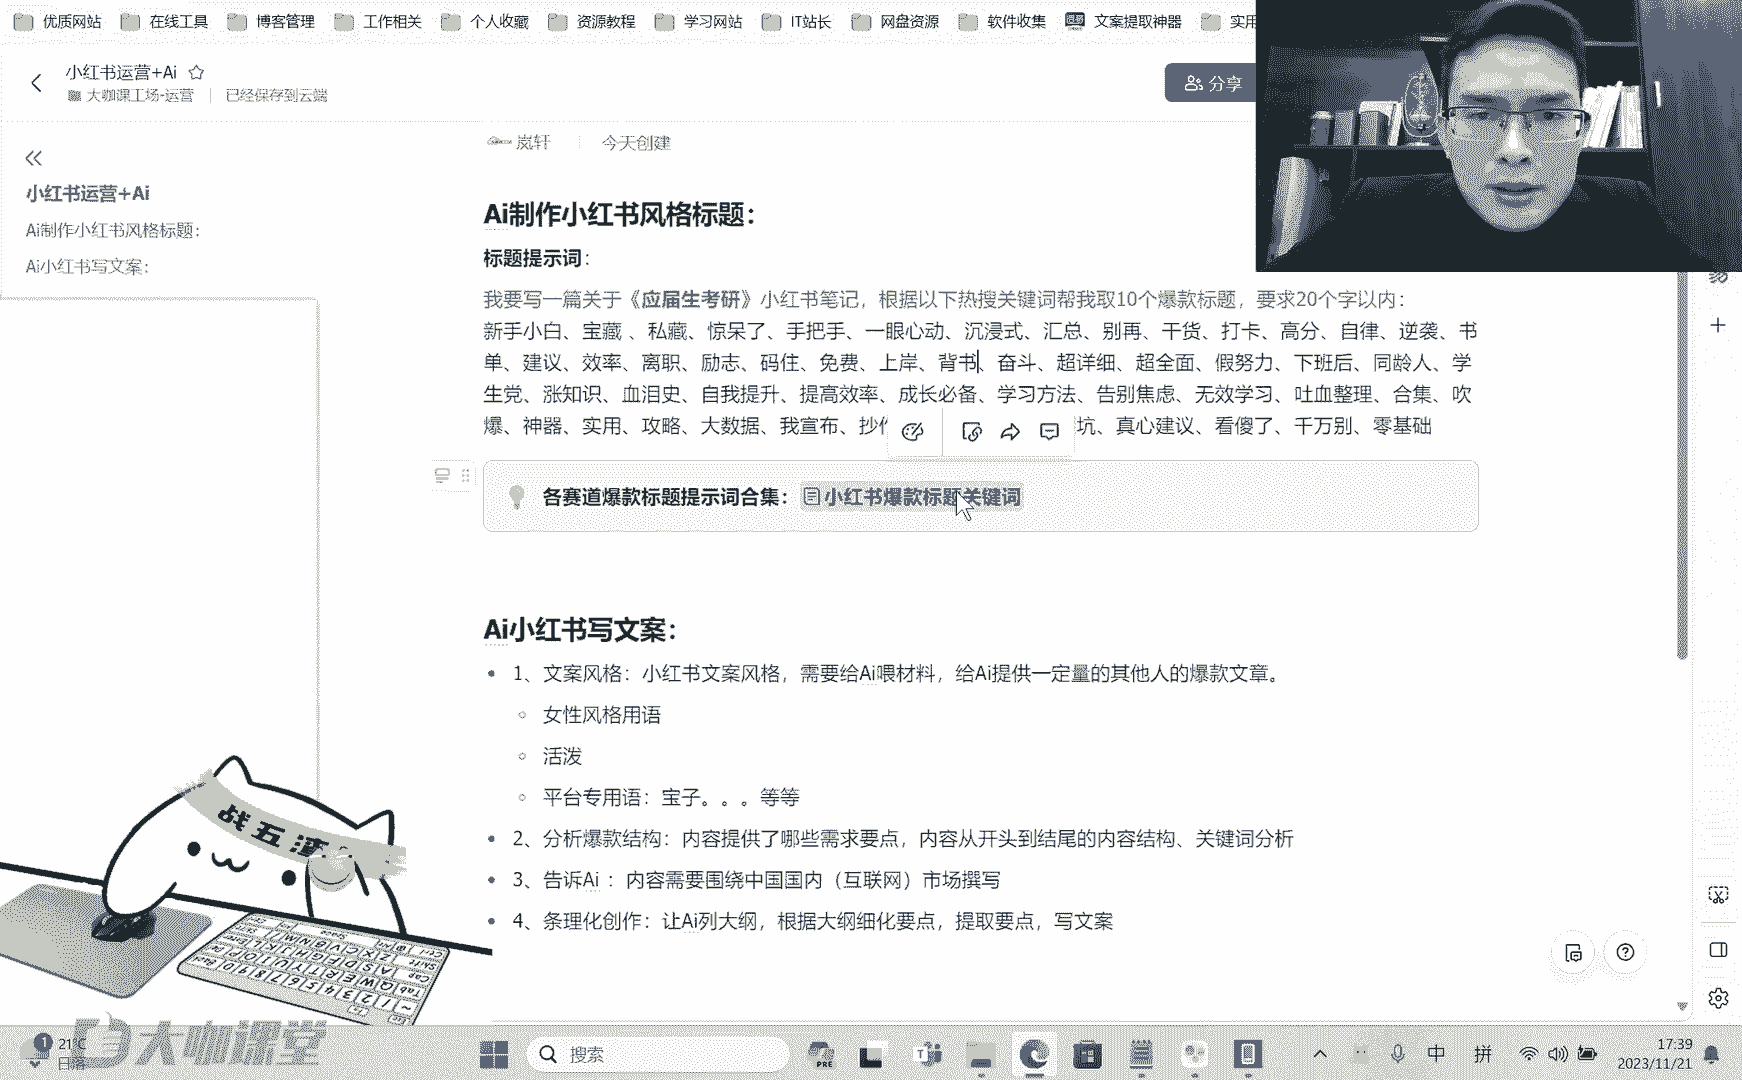 优质网站 在线工具 博客管理 工作相关 个人收藏 资源教程 学习网站 IT站长 网盘资源 软件收集 文案提取神器 实用
小红书运营+Ai
大咖课工场-运营 已经保存到云端
分享
岚轩 今天创建
小红书运营+Ai
Ai制作小红书风格标题：
Ai小红书写文案：
Ai制作小红书风格标题：
标题提示词：
我要写一篇关于《应届生考研》小红书笔记，根据以下热搜关键词帮我取10个爆款标题，要求20个字以内：
新手小白、宝藏 、私藏、惊呆了、手把手、一眼心动、沉浸式、汇总、别再、干货、打卡、高分、自律、逆袭、书
单、建议、效率、离职、励志、码住、免费、上岸、背书、奋斗、超详细、超全面、假努力、下班后、同龄人、学
生党、涨知识、血泪史、自我提升、提高效率、成长必备、学习方法、告别焦虑、无效学习、吐血整理、合集、吹
爆、神器、实用、攻略、大数据、我宣布、抄 坑、真心建议、看傻了、千万别、零基础
各赛道爆款标题提示词合集： 小红书爆款标题关键词
Ai小红书写文案：
1、文案风格：小红书文案风格，需要给Ai喂材料，给Ai提供一定量的其他人的爆款文章。
女性风格用语
活泼
平台专用语：宝子。。。等等
2、分析爆款结构：内容提供了哪些需求要点，内容从开头到结尾的内容结构、关键词分析
3、告诉Ai ：内容需要围绕中国国内（互联网）市场撰写
4、条理化创作：让Ai列大纲，根据大纲细化要点，提取要点，写文案
战五渣
大咖课堂
1
21°C
日落
搜索
PRE
中 拼
17:39
2023/11/21